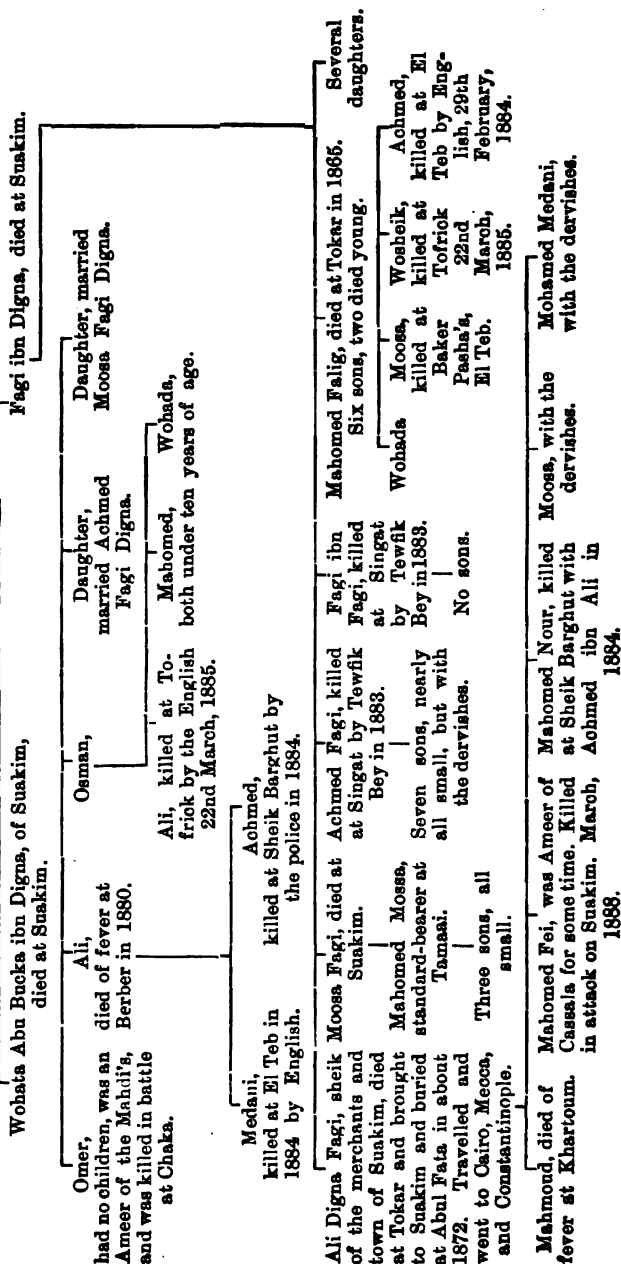 Wohata Abu Bucka ibn Digna, of Suakim,
died at Suakim.
Fagi ibn Digna, died at Suakim.
Omer,
had no children, was an
Ameer of the Mahdi's,
and was killed in battle
at Chaka.
Ali,
died of fever at
Berber in 1880.
Osman,
Daughter,
married Achmed
Fagi Digna.
Daughter, married
Moosa Fagi Digna.
Ali, killed at To-
frick by the English
22nd March, 1885.
Mahomed,
Wohada,
both under ten years of age.
Medani,
killed at El Teb in
1884 by English.
Achmed,
killed at Sheik Barghut by
the police in 1884.
Ali Digna Fagi, sheik
of the merchants and
town of Suakim, died
at Tokar and brought
to Suakim and buried
at Abul Fata in about
1872. Travelled and
went to Cairo, Mecca,
and Constantinople.
Moosa Fagi, died at
Suakim.
Mahomed Mossa,
standard-bearer at
Tamaai.
Three sons, all
small.
Achmed Fagi, killed
at Singat by Tewfik
Bey in 1883.
Seven sons, nearly
all small, but with
the dervishes.
Fagi ibn
Fagi, killed
at Singat
by Tewfik
Bey in 1883.
No sons.
Mahomed Falig, died at Tokar in 1865.
Six sons, two died young.
Several
daughters.
Wohada
Moosa,
killed at
Baker
Pasha's,
El Teb.
Wosheik,
killed at
Tofrick
22nd
March,
1885.
Achmed,
killed at El
Teb by Eng-
lish, 29th
February,
1884.
Mahmoud, died of
fever at Khartoum.
Mahomed Fei, was Ameer of
Cassala for some time. Killed
in attack on Suakim. March,
1888.
Mahomed Nour, killed
at Sheik Barghut with
Achmed ibn Ali in
1884.
Moosa, with the
dervishes.
Mohamed Medani,
with the dervishes.